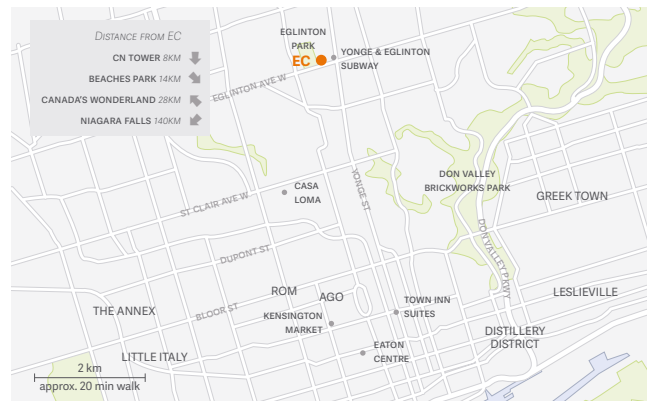 DISTANCE FROM EC
CN TOWER 8KM
BEACHES PARK 14KM
CANADA'S WONDERLAND 28KM
NIAGARA FALLS 140KM
EGLINTON
PARK
EC
YONGE & EGLINTON
SUBWAY
EGLINTON AVE W
DON VALLEY
BRICKWORKS PARK
CASA
LOMA
YONGE ST
GREEK TOWN
ST CLAIR AVE W
DON VALLEY PKWY
DUPONT ST
ROM
AGO
LESLIEVILLE
THE ANNEX
BLOOR ST
KENSINGTON
MARKET
TOWN INN
SUITES
DISTILLERY
DISTRICT
EATON
CENTRE
LITTLE ITALY
2 km
approx. 20 min walk